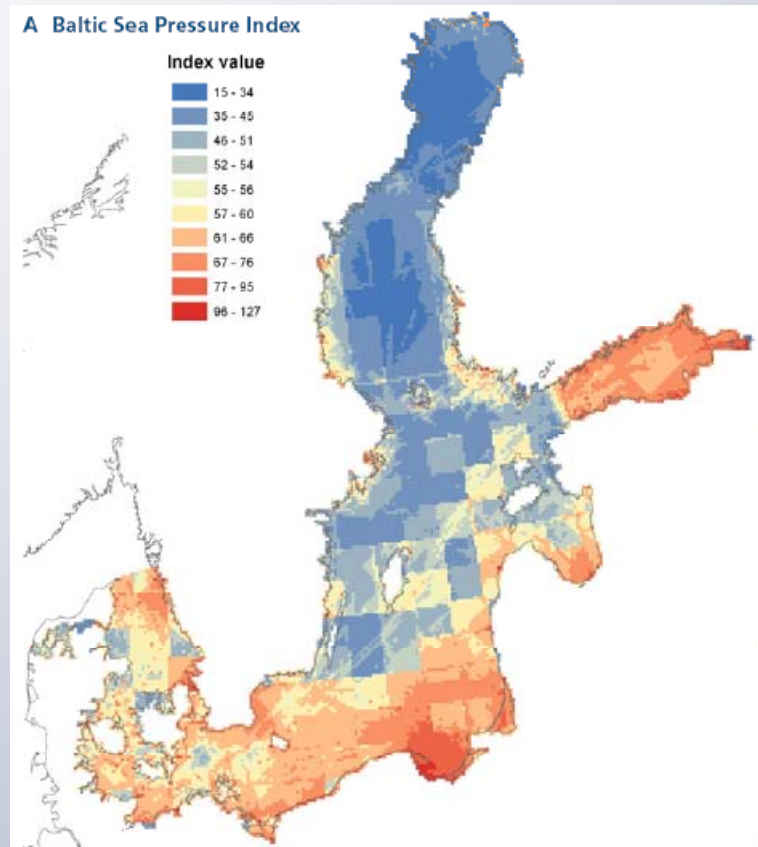 A Baltic Sea Pressure Index
Index value
15 - 34
35 - 45
46 - 51
52 - 54
55 - 56
57 - 60
61 - 66
67 - 76
77 - 95
96 - 127